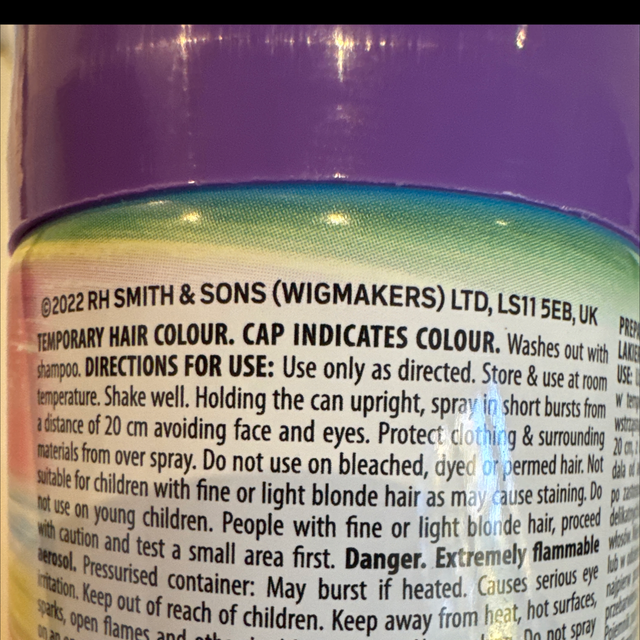 ©2022 RH SMITH & SONS (WIGMAKERS) LTD, LS11 5EB, UK
TEMPORARY HAIR COLOUR. CAP INDICATES COLOUR. Washes out with
shampoo. DIRECTIONS FOR USE: Use only as directed. Store & use at room
temperature. Shake well. Holding the can upright, spray in short bursts from
a distance of 20 cm avoiding face and eyes. Protect clothing & surrounding
materials from over spray. Do not use on bleached, dyed or permed hair. Not
suitable for children with fine or light blonde hair as may cause staining. Do
not use on young children. People with fine or light blonde hair, proceed
with caution and test a small area first. Danger. Extremely flammable
aerosol. Pressurised container: May burst if heated. Causes serious eye
irritation. Keep out of reach of children. Keep away from heat, hot surfaces,
sparks, open flames and
Do not spray
USE:
20 cm,